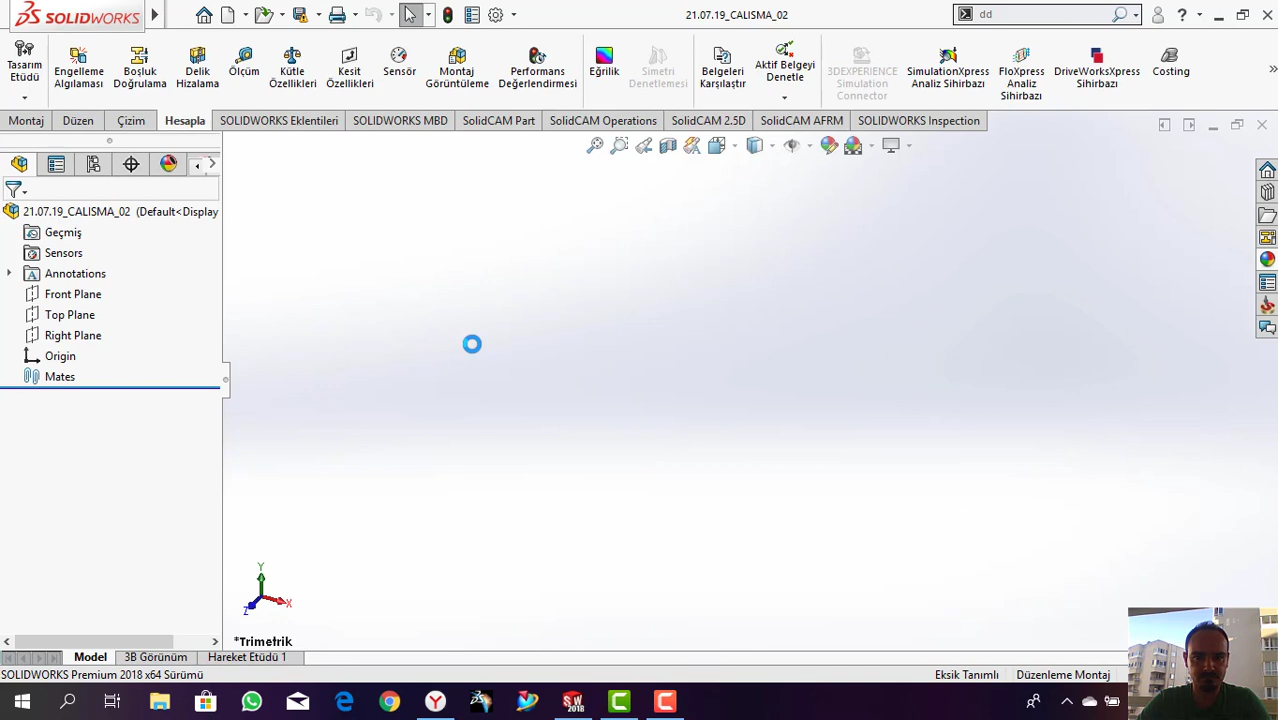 SOLIDWORKS
21.07.19_CALISMA_02
dd
Tasarım Etüdü
Engelleme Algılaması
Boşluk Doğrulama
Delik Hizalama
Ölçüm
Kütle Özellikleri
Kesit Özellikleri
Sensör
Montaj Görüntüleme
Performans Değerlendirmesi
Eğrilik
Simetri Denetlemesi
Belgeleri Karşılaştır
Aktif Belgeyi Denetle
3DEXPERIENCE Simulation Connector
SimulationXpress Analiz Sihirbazı
FloXpress Analiz Sihirbazı
DriveWorksXpress Sihirbazı
Costing
Montaj Düzen Çizim Hesapla SOLIDWORKS Eklentileri SOLIDWORKS MBD SolidCAM Part SolidCAM Operations SolidCAM 2.5D SolidCAM AFRM SOLIDWORKS Inspection
21.07.19_CALISMA_02 (Default<Display
Geçmiş
Sensors
Annotations
Front Plane
Top Plane
Right Plane
Origin
Mates
Y
X
Z
*Trimetrik
Model 3B Görünüm Hareket Etüdü 1
SOLIDWORKS Premium 2018 x64 Sürümü
Eksik Tanımlı Düzenleme Montaj
SW 2018